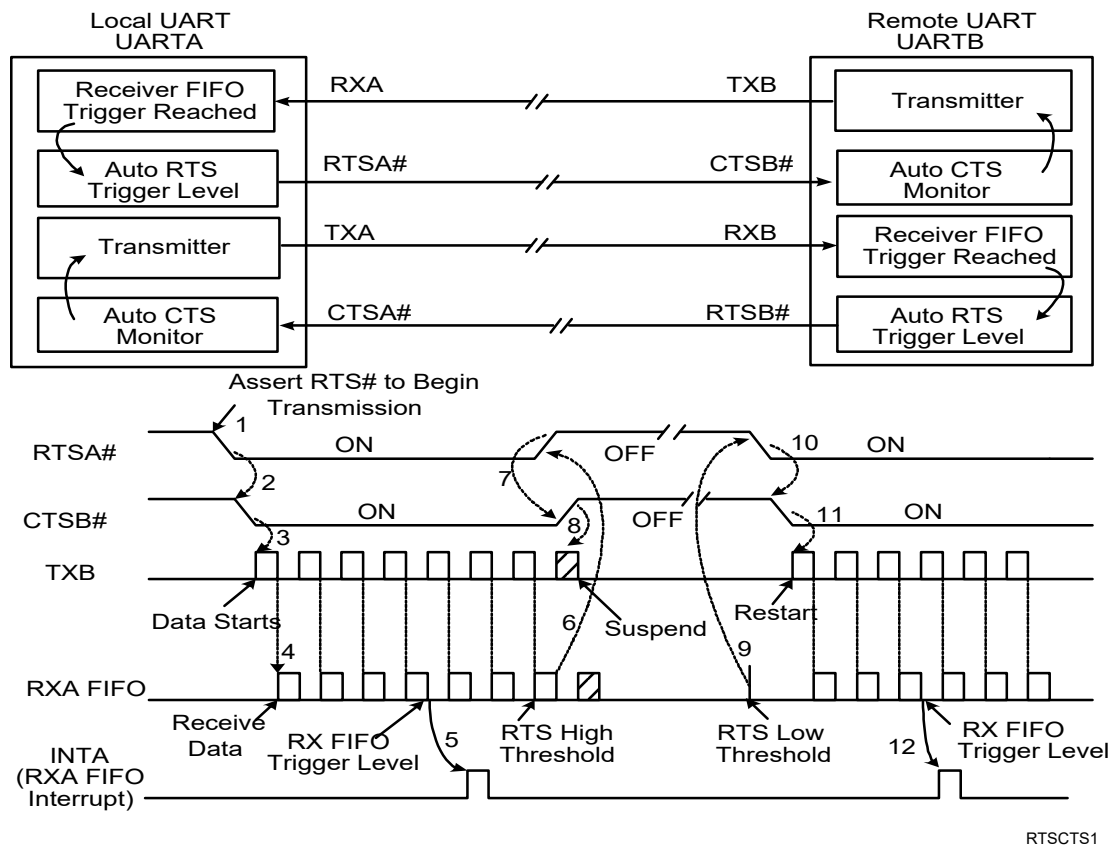 Local UART
UARTA
Remote UART
UARTB
Receiver FIFO
Trigger Reached
RXA
TXB
Transmitter
Auto RTS
Trigger Level
RTSA#
CTSB#
Auto CTS
Monitor
Transmitter
TXA
RXB
Receiver FIFO
Trigger Reached
Auto CTS
Monitor
CTSA#
RTSB#
Auto RTS
Trigger Level
Assert RTS# to Begin
Transmission
RTSA#
1
ON
OFF
10
ON
2
7
CTSB#
ON
8
OFF
11
ON
3
TXB
Data Starts
6
Suspend
Restart
4
9
RXA FIFO
Receive
Data
RX FIFO
Trigger Level
5
RTS High
Threshold
RTS Low
Threshold
12
RX FIFO
Trigger Level
INTA
(RXA FIFO
Interrupt)
RTSCTS1